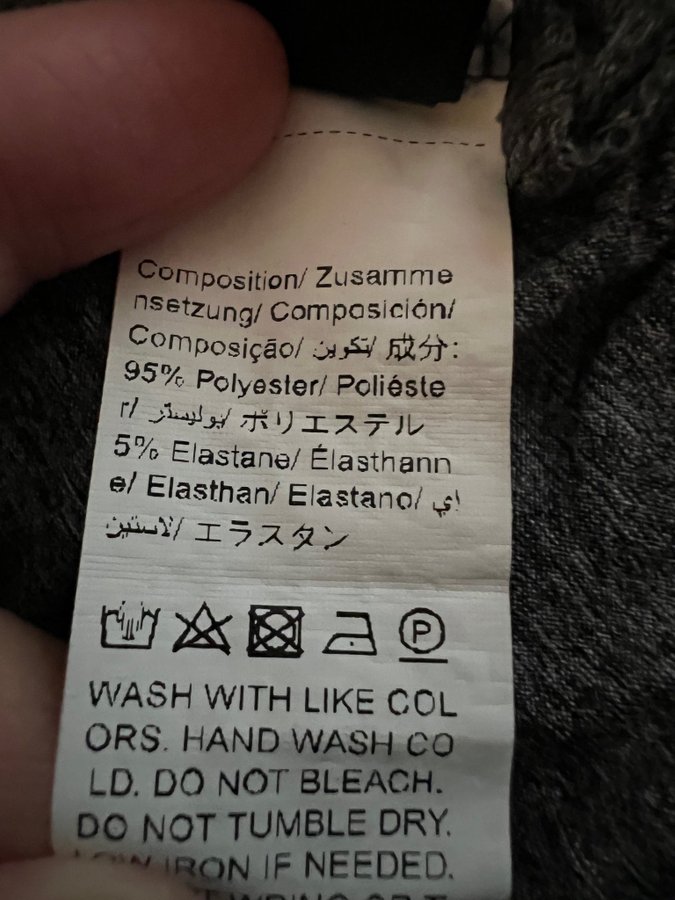 Composition/ Zusamme
nsetzung/ Composición/
Composição/ تكوين/ 成分:
95% Polyester/ Poliéste
r/ بوليستر/ ポリエステル
5% Elastane/ Élasthann
e/ Elasthan/ Elastano/ إي
لاستين/ エラスタン
P
WASH WITH LIKE COL
ORS. HAND WASH CO
LD. DO NOT BLEACH.
DO NOT TUMBLE DRY.
LOW IRON IF NEEDED.